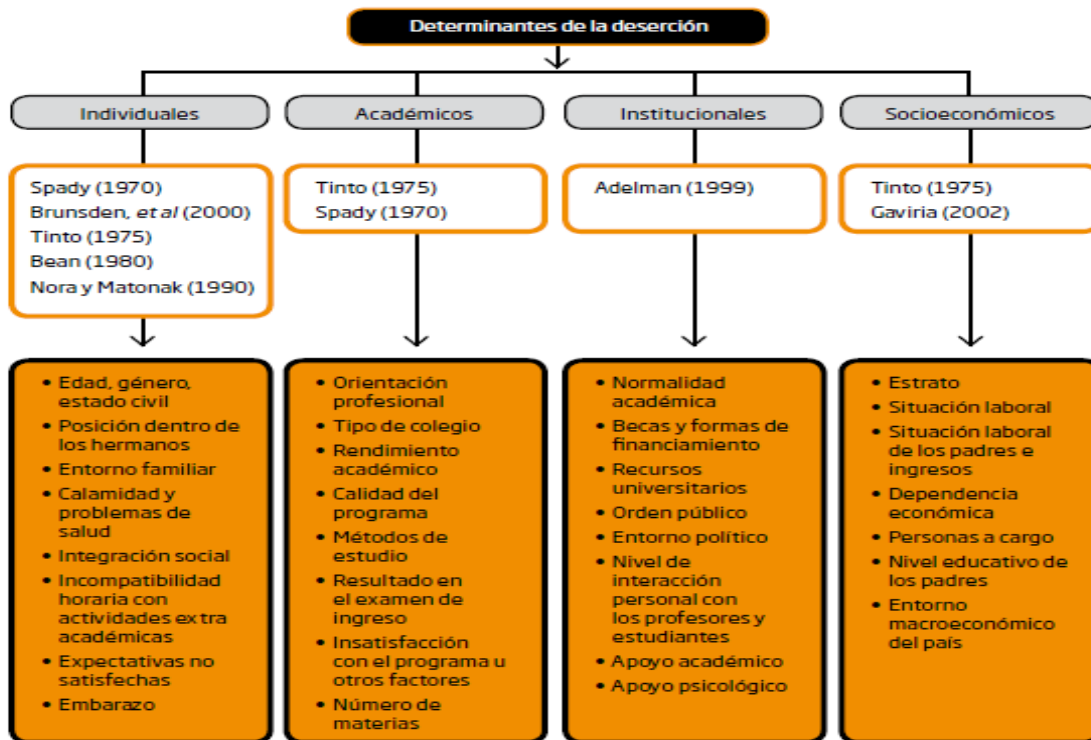 Determinantes de la deserción
Individuales
Académicos
Institucionales
Socioeconómicos
Spady (1970)
Brunsden, et al (2000)
Tinto (1975)
Bean (1980)
Nora y Matonak (1990)
Tinto (1975)
Spady (1970)
Adelman (1999)
Tinto (1975)
Gaviria (2002)
• Edad, género,
estado civil
• Posición dentro de
los hermanos
• Entorno familiar
• Calamidad y
problemas de
salud
• Integración social
• Incompatibilidad
horaria con
actividades extra
académicas
• Expectativas no
satisfechas
• Embarazo
• Orientación
profesional
• Tipo de colegio
• Rendimiento
académico
• Calidad del
programa
• Métodos de
estudio
• Resultado en
el examen de
ingreso
• Insatisfacción
con el programa u
otros factores
• Número de
materias
• Normalidad
académica
• Becas y formas de
financiamiento
• Recursos
universitarios
• Orden público
• Entorno político
• Nivel de
interacción
personal con
los profesores y
estudiantes
• Apoyo académico
• Apoyo psicológico
• Estrato
• Situación laboral
• Situación laboral
de los padres e
ingresos
• Dependencia
económica
• Personas a cargo
• Nivel educativo de
los padres
• Entorno
macroeconómico
del país